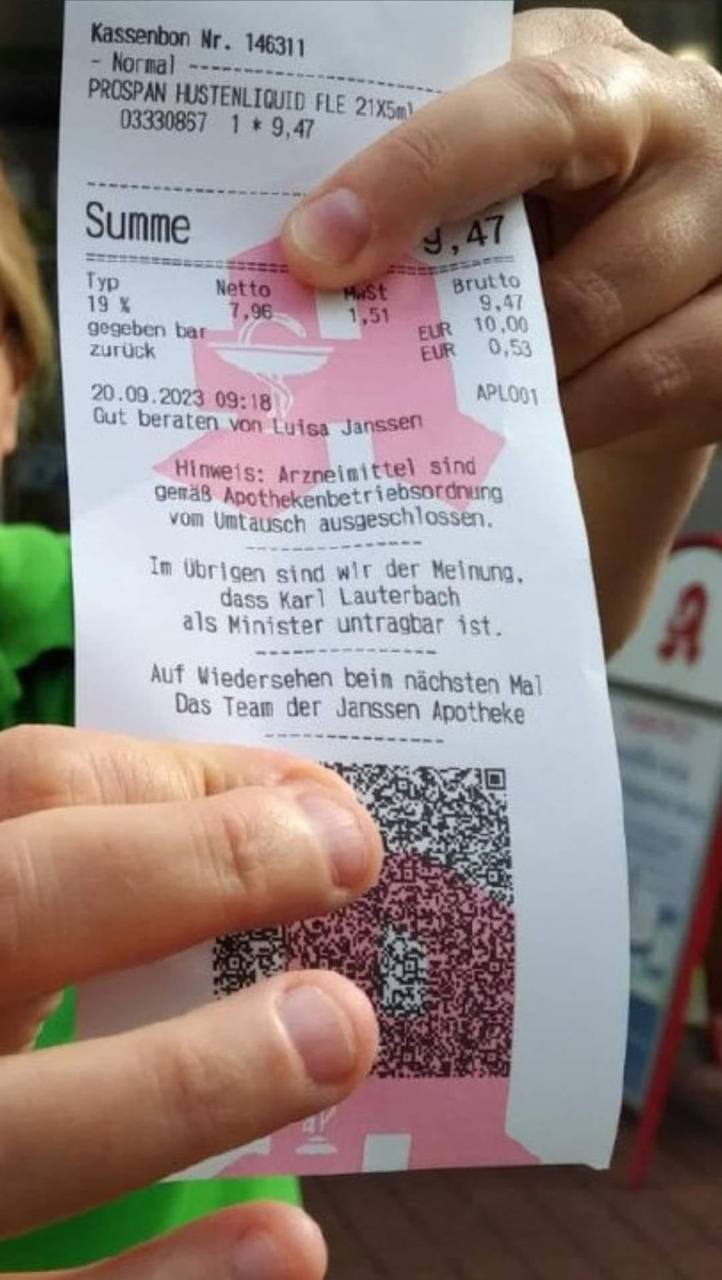 Kassenbon Nr. 146311
- Normal ------------------------
PROSPAN HUSTENLIQUID FLE 21X5ml
03330867 1 * 9,47
Summe 9,47
Typ Netto MwSt Brutto
19 % 7,96 1,51 9,47
gegeben bar EUR 10,00
zurück EUR 0,53
20.09.2023 09:18 APL001
Gut beraten von Luisa Janssen
Hinweis: Arzneimittel sind
gemäß Apothekenbetriebsordnung
vom Umtausch ausgeschlossen.
Im Übrigen sind wir der Meinung,
dass Karl Lauterbach
als Minister untragbar ist.
Auf Wiedersehen beim nächsten Mal
Das Team der Janssen Apotheke